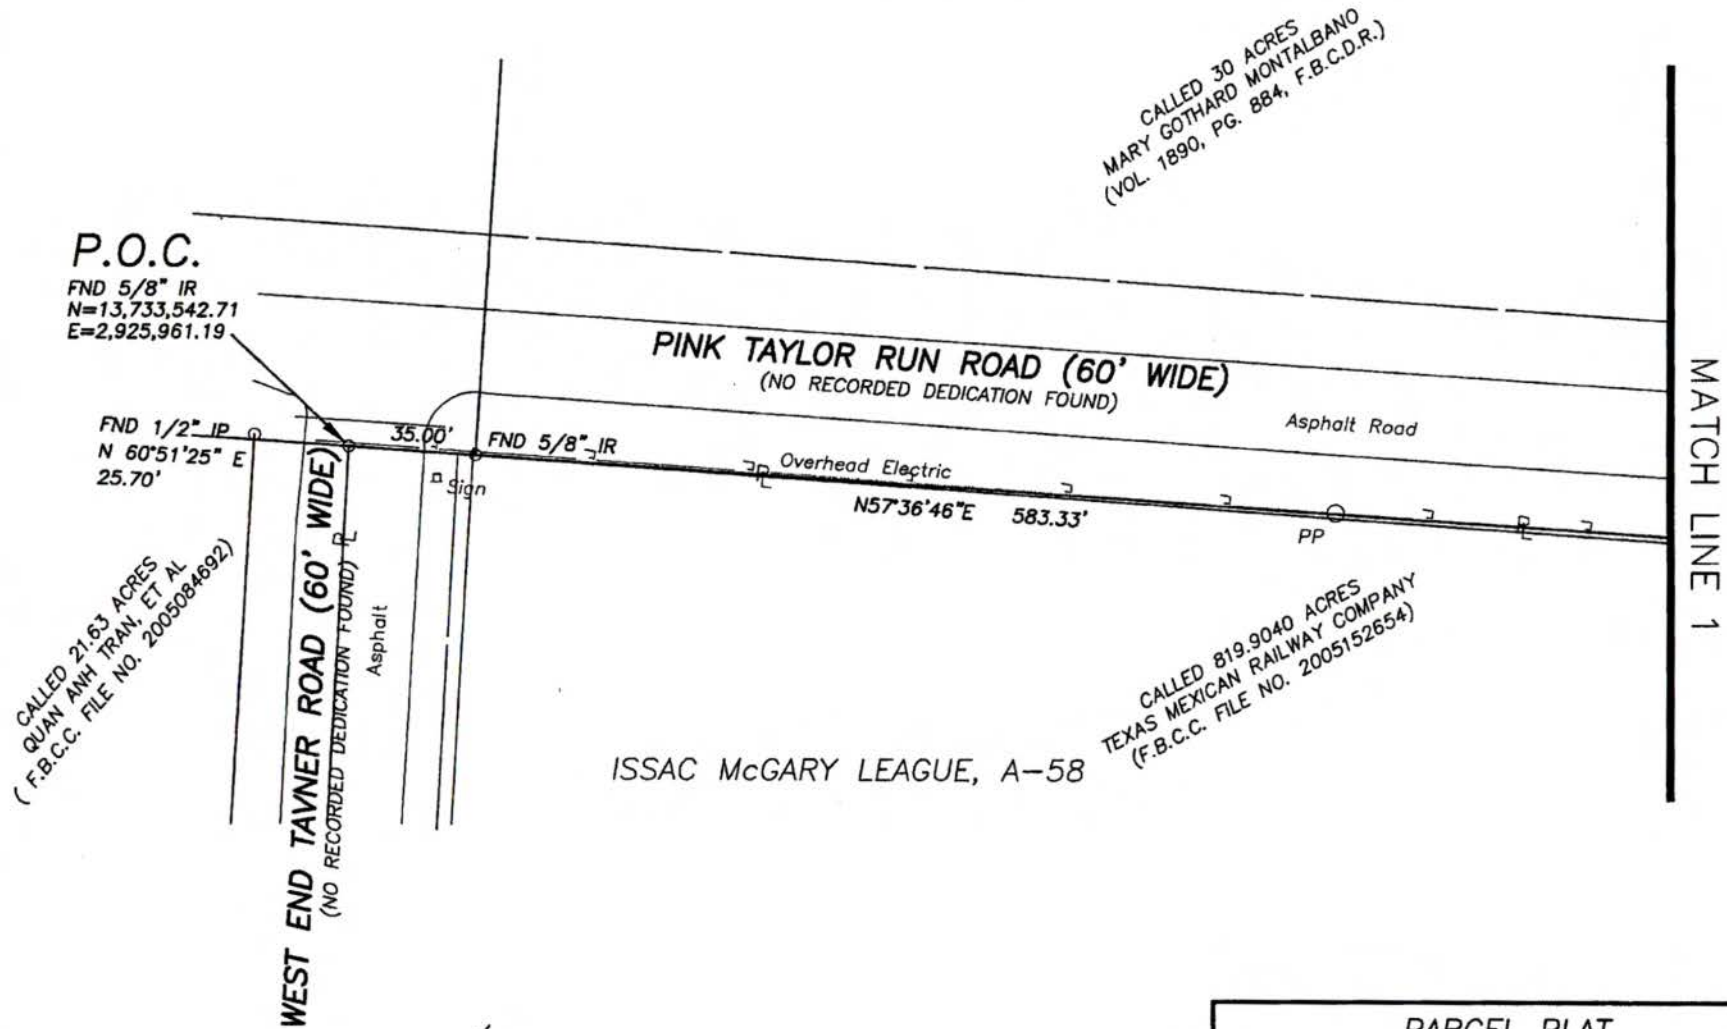 CALLED 30 ACRES
MARY GOTHARD MONTALBANO
(VOL. 1890, PG. 884, F.B.C.D.R.)
P.O.C.
FND 5/8" IR
N=13,733,542.71
E=2,925,961.19
PINK TAYLOR RUN ROAD (60' WIDE)
(NO RECORDED DEDICATION FOUND)
Asphalt Road
MATCH LINE 1
FND 1/2" IP
N 60°51'25" E
25.70'
35.00'
FND 5/8" IR
Sign
Overhead Electric
N57°36'46"E 583.33'
PP
CALLED 21.63 ACRES
QUAN ANH TRAN, ET AL
( F.B.C.C. FILE NO. 2005084692)
WEST END TAVNER ROAD (60' WIDE)
(NO RECORDED DEDICATION FOUND)
Asphalt
CALLED 819.9040 ACRES
TEXAS MEXICAN RAILWAY COMPANY
(F.B.C.C. FILE NO. 2005152654)
ISSAC McGARY LEAGUE, A-58
PARCEL PLAT